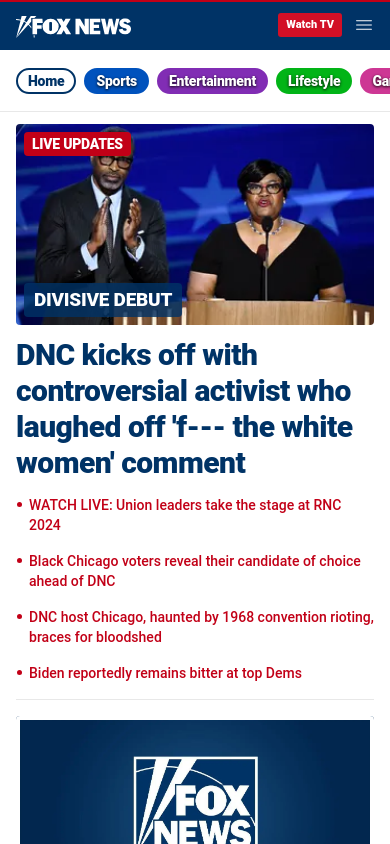 FOX NEWS
Watch TV
Home
Sports
Entertainment
Lifestyle
LIVE UPDATES
DIVISIVE DEBUT
DNC kicks off with
controversial activist who
laughed off 'f--- the white
women' comment
WATCH LIVE: Union leaders take the stage at RNC
2024
Black Chicago voters reveal their candidate of choice
ahead of DNC
DNC host Chicago, haunted by 1968 convention rioting,
braces for bloodshed
Biden reportedly remains bitter at top Dems
FOX
NEWS